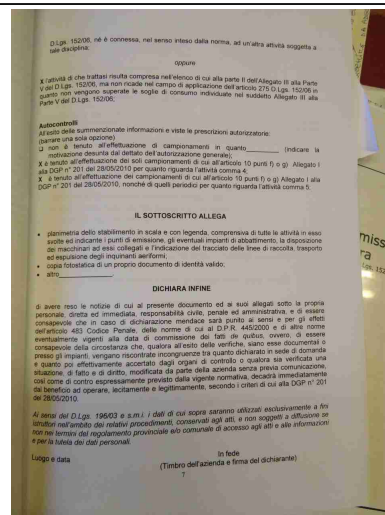 D.Lgs. 152/06, né è connessa, nel senso inteso dalla norma, ad un'altra attività soggetta a
tale disciplina;
oppure
X l'attività di che trattasi risulta compresa nell'elenco di cui alla parte II dell'Allegato III alla Parte
V del D.Lgs. 152/06, ma non ricade nel campo di applicazione dell'articolo 275 D.Lgs. 152/06 in
quanto non vengono superate le soglie di consumo individuate nel suddetto Allegato III alla
Parte V del D.Lgs. 152/06;
Autocontrolli
All'esito delle summenzionate informazioni e viste le prescrizioni autorizzatorie:
(barrare una sola opzione)
□ non è tenuto all'effettuazione di campionamenti in quanto__________ (indicare la
motivazione desunta dal dettato dell'autorizzazione generale);
X è tenuto all'effettuazione dei soli campionamenti di cui all'articolo 10 punti f) o g) Allegato I
alla DGP n° 201 del 28/05/2010 per quanto riguarda l'attività comma 4;
X è tenuto all'effettuazione dei campionamenti di cui all'articolo 10 punti f) o g) Allegato I alla
DGP n° 201 del 28/05/2010, nonché di quelli periodici per quanto riguarda l'attività comma 5.
IL SOTTOSCRITTO ALLEGA
• planimetria dello stabilimento in scala e con legenda, comprensiva di tutte le attività in esso
svolte ed indicante i punti di emissione, gli eventuali impianti di abbattimento, la disposizione
dei macchinari ad essi collegati e l'indicazione del tracciato delle linee di raccolta, trasporto
ed espulsione degli inquinanti aeriformi;
• copia fotostatica di un proprio documento di identità valido;
• altro__________
DICHIARA INFINE
di avere reso le notizie di cui al presente documento ed ai suoi allegati sotto la propria
personale, diretta ed immediata, responsabilità civile, penale ed amministrativa, e di essere
consapevole che in caso di dichiarazione mendace sarà punito ai sensi e per gli effetti
dell'articolo 483 Codice Penale, delle norme di cui al D.P.R. 445/2000 e di altre norme
eventualmente vigenti alla data di commissione dei fatti de quibus, ovvero, di essere
consapevole della circostanza che, qualora all'esito delle verifiche, siano esse documentali o
presso gli impianti, vengano riscontrate incongruenze tra quanto dichiarato in sede di domanda
e quanto poi effettivamente accertato dagli organi di controllo o qualora sia verificata una
situazione, di fatto e di diritto, modificata da parte della azienda senza previa comunicazione,
così come di contro espressamente previsto dalla vigente normativa, decadrà immediatamente
dal beneficio ad operare, lecitamente e legittimamente, secondo i criteri di cui alla DGP n° 201
del 28/05/2010.
Ai sensi del D.Lgs. 196/03 e s.m.i. i dati di cui sopra saranno utilizzati esclusivamente a fini
istruttori nell'ambito dei relativi procedimenti, conservati agli atti, e non soggetti a diffusione se
non nei termini del regolamento provinciale e/o comunale di accesso agli atti e alle informazioni
e per la tutela dei dati personali.
Luogo e data
In fede
(Timbro dell'azienda e firma del dichiarante)
7
miss
ra